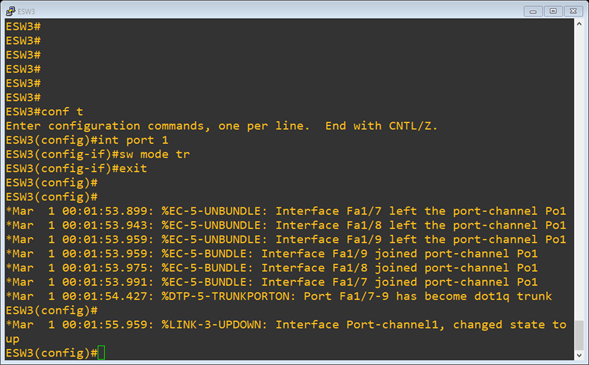 ESW3
ESW3#
ESW3#
ESW3#
ESW3#
ESW3#
ESW3#
ESW3#conf t
Enter configuration commands, one per line.  End with CNTL/Z.
ESW3(config)#int port 1
ESW3(config-if)#sw mode tr
ESW3(config-if)#exit
ESW3(config)#
ESW3(config)#
*Mar  1 00:01:53.899: %EC-5-UNBUNDLE: Interface Fa1/7 left the port-channel Po1
*Mar  1 00:01:53.943: %EC-5-UNBUNDLE: Interface Fa1/8 left the port-channel Po1
*Mar  1 00:01:53.959: %EC-5-UNBUNDLE: Interface Fa1/9 left the port-channel Po1
*Mar  1 00:01:53.959: %EC-5-BUNDLE: Interface Fa1/9 joined port-channel Po1
*Mar  1 00:01:53.975: %EC-5-BUNDLE: Interface Fa1/8 joined port-channel Po1
*Mar  1 00:01:53.991: %EC-5-BUNDLE: Interface Fa1/7 joined port-channel Po1
*Mar  1 00:01:54.427: %DTP-5-TRUNKPORTON: Port Fa1/7-9 has become dot1q trunk
ESW3(config)#
*Mar  1 00:01:55.959: %LINK-3-UPDOWN: Interface Port-channel1, changed state to
up
ESW3(config)#